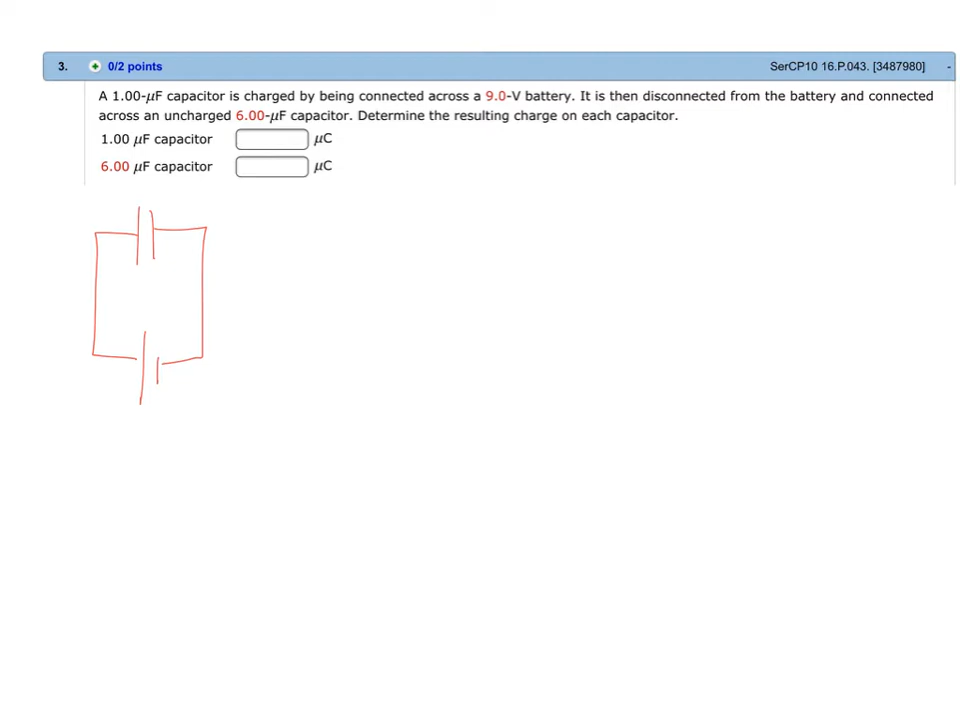 3. 0/2 points SerCP10 16.P.043. [3487980] -
A 1.00-μF capacitor is charged by being connected across a 9.0-V battery. It is then disconnected from the battery and connected
across an uncharged 6.00-μF capacitor. Determine the resulting charge on each capacitor.
1.00 μF capacitor μC
6.00 μF capacitor μC